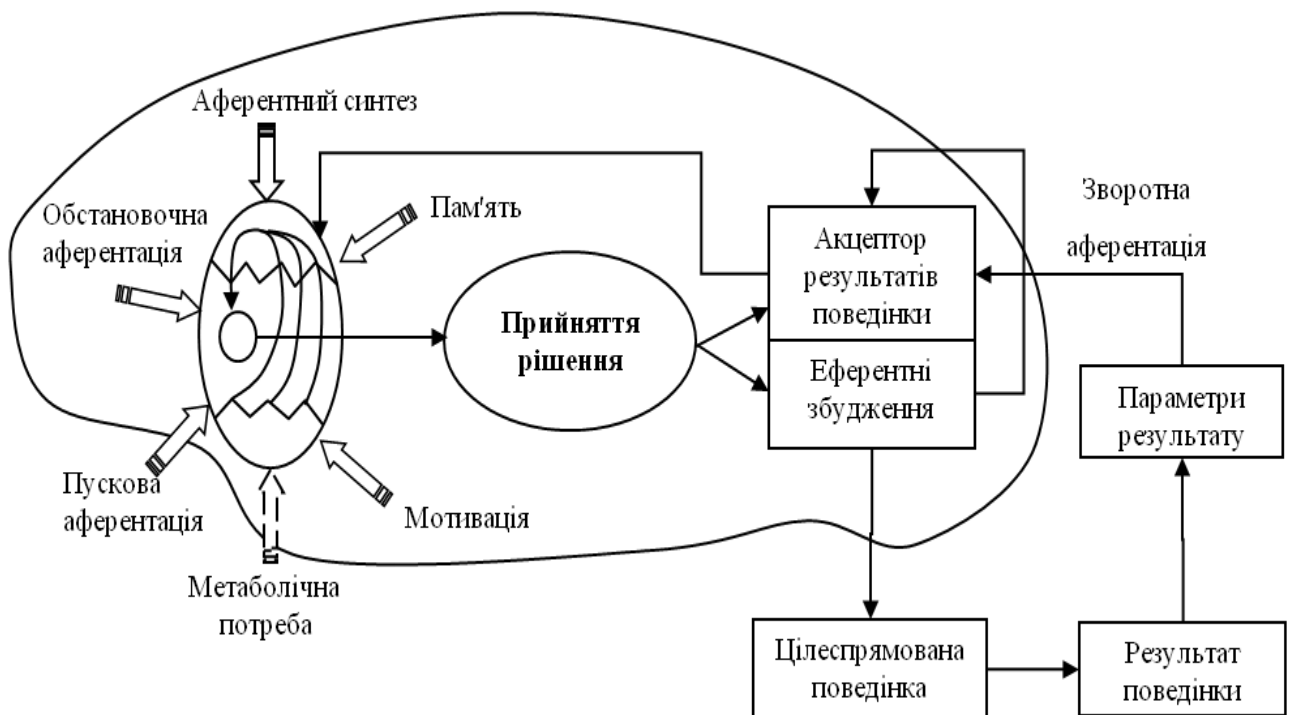 Аферентний синтез
Обстановочна
аферентація
Пам'ять
Пускова
аферентація
Мотивація
Метаболічна
потреба
Прийняття
рішення
Акцептор
результатів
поведінки
Еферентні
збудження
Зворотна
аферентація
Параметри
результату
Цілеспрямована
поведінка
Результат
поведінки